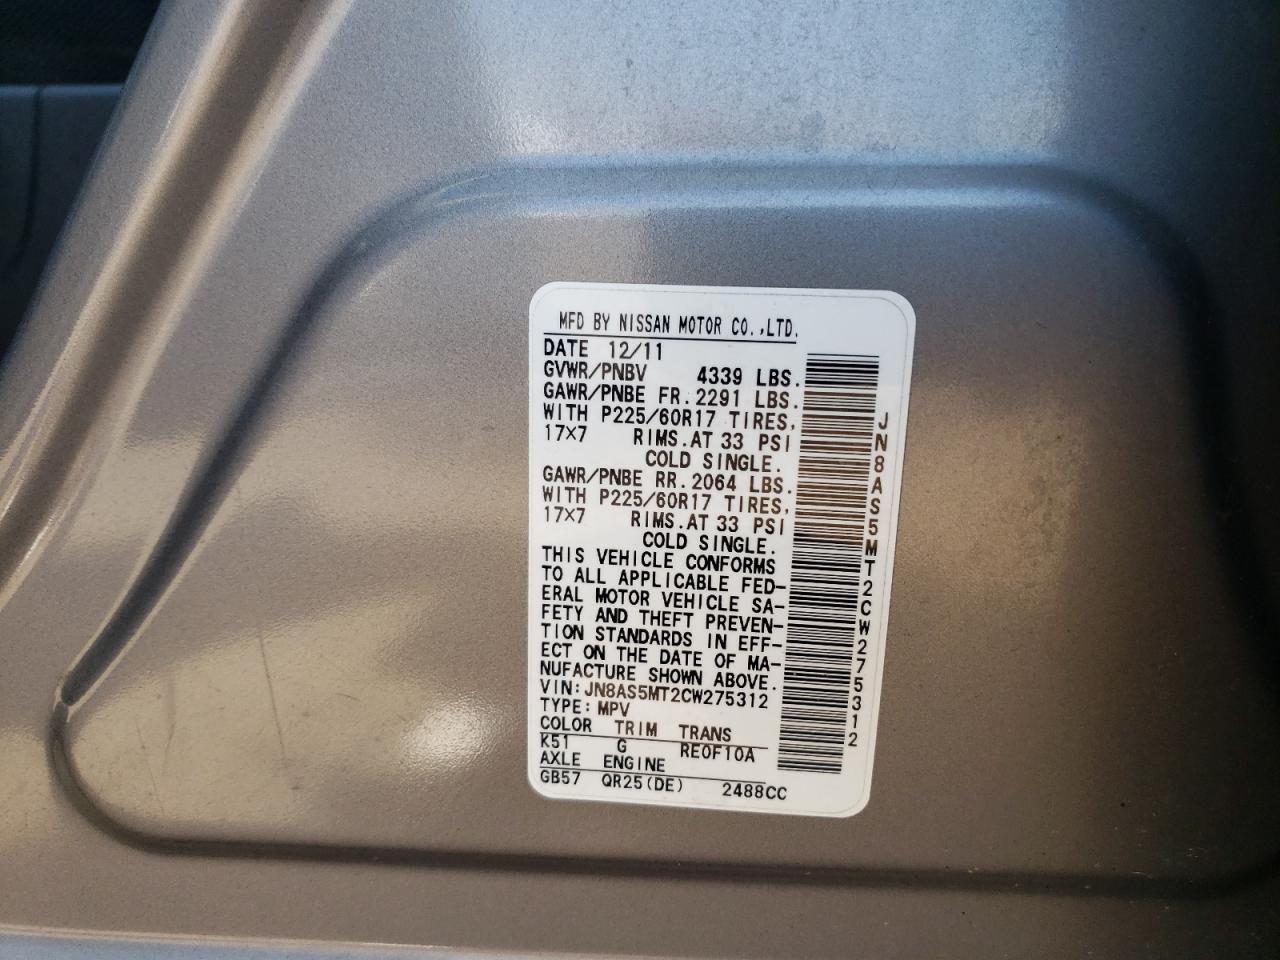 MFD BY NISSAN MOTOR CO.,LTD.
DATE 12/11
GVWR/PNBV 4339 LBS.
GAWR/PNBE FR. 2291 LBS.
WITH P225/60R17 TIRES,
17×7 RIMS. AT 33 PSI
COLD SINGLE.
GAWR/PNBE RR. 2064 LBS.
WITH P225/60R17 TIRES,
17×7 RIMS. AT 33 PSI
COLD SINGLE.
THIS VEHICLE CONFORMS
TO ALL APPLICABLE FED-
ERAL MOTOR VEHICLE SA-
FETY AND THEFT PREVEN-
TION STANDARDS IN EFF-
ECT ON THE DATE OF MA-
NUFACTURE SHOWN ABOVE.
VIN:JN8AS5MT2CW275312
TYPE:MPV
COLOR TRIM TRANS
K51 G RE0F10A
AXLE ENGINE
GB57 QR25(DE) 2488CC
JN8AS5MT2CW275312